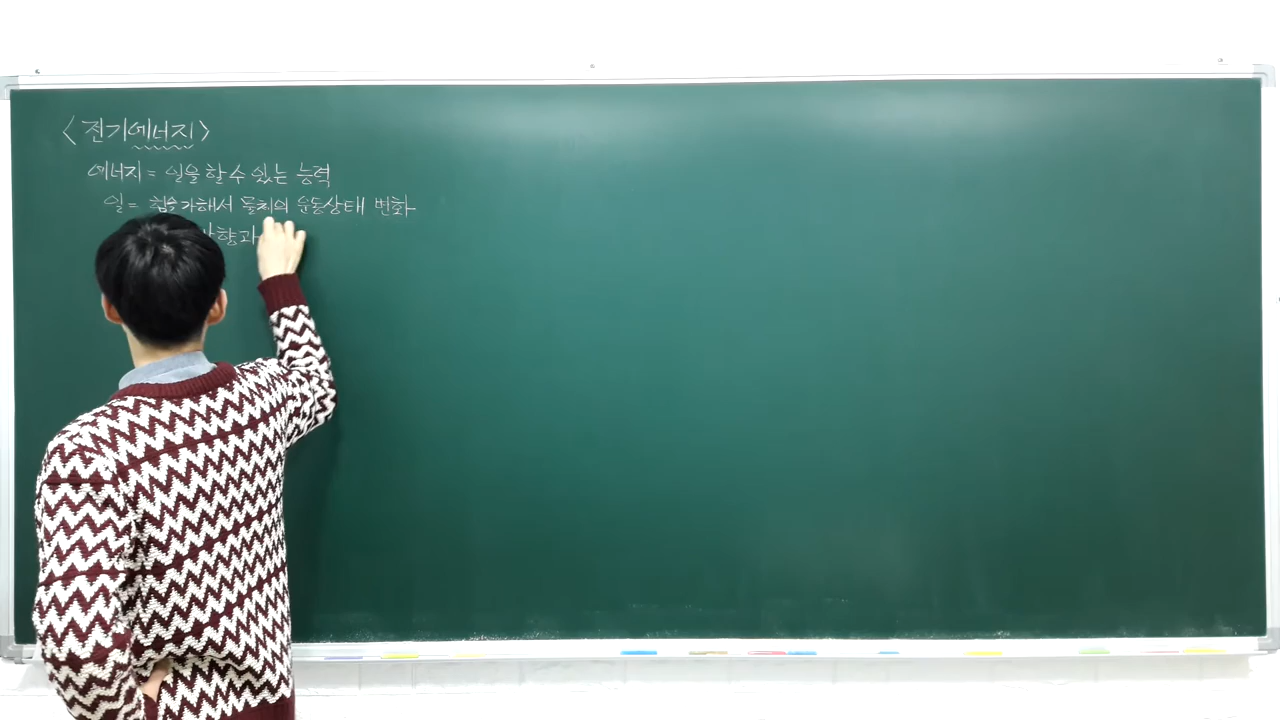 <전기에너지>
에너지 = 일을 할 수 있는 능력
일 = 힘을 가해서 물체의 운동상태 변화
방향과